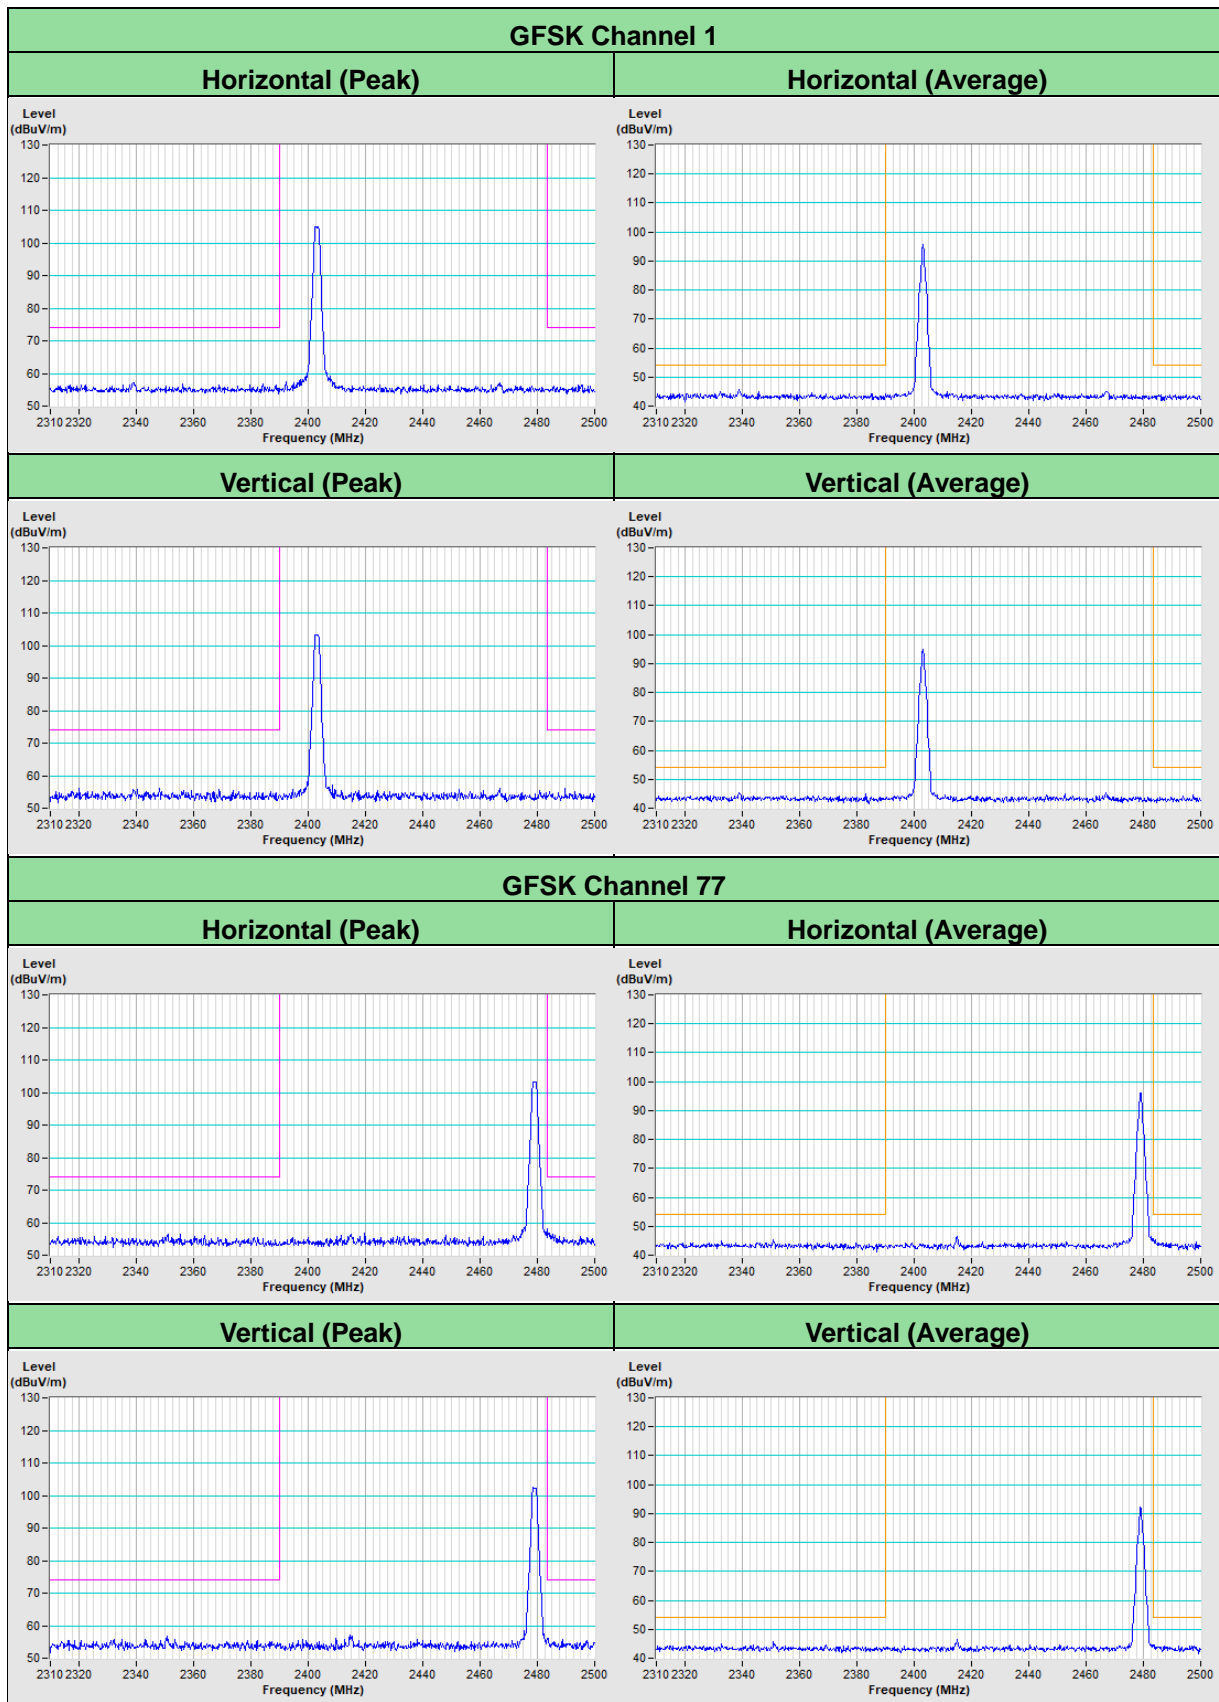 GFSK Channel 1
Horizontal (Peak) Horizontal (Average)
Level Level
(dBuV/m) (dBuV/m)
130 130
120 120
110 110
100 100
90 90
80 80
70 70
60 60
50 50
40
2310 2320 2340 2360 2380 2400 2420 2440 2460 2480 2500 2310 2320 2340 2360 2380 2400 2420 2440 2460 2480 2500
Frequency (MHz) Frequency (MHz)
Vertical (Peak) Vertical (Average)
Level Level
(dBuV/m) (dBuV/m)
130 130
120 120
110 110
100 100
90 90
80 80
70 70
60 60
50 50
40
2310 2320 2340 2360 2380 2400 2420 2440 2460 2480 2500 2310 2320 2340 2360 2380 2400 2420 2440 2460 2480 2500
Frequency (MHz) Frequency (MHz)
GFSK Channel 77
Horizontal (Peak) Horizontal (Average)
Level Level
(dBuV/m) (dBuV/m)
130 130
120 120
110 110
100 100
90 90
80 80
70 70
60 60
50 50
40
2310 2320 2340 2360 2380 2400 2420 2440 2460 2480 2500 2310 2320 2340 2360 2380 2400 2420 2440 2460 2480 2500
Frequency (MHz) Frequency (MHz)
Vertical (Peak) Vertical (Average)
Level Level
(dBuV/m) (dBuV/m)
130 130
120 120
110 110
100 100
90 90
80 80
70 70
60 60
50 50
40
2310 2320 2340 2360 2380 2400 2420 2440 2460 2480 2500 2310 2320 2340 2360 2380 2400 2420 2440 2460 2480 2500
Frequency (MHz) Frequency (MHz)